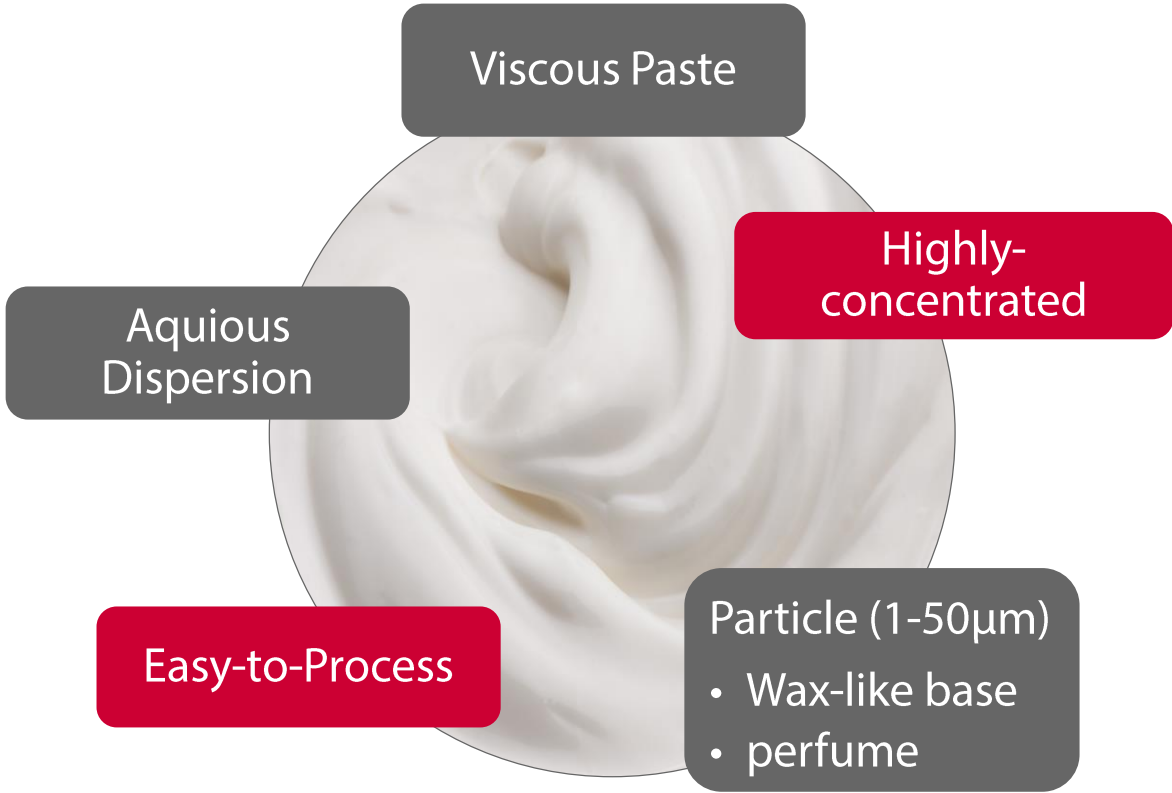 Viscous Paste
Highly-
concentrated
Aquious
Dispersion
Easy-to-Process
Particle (1-50µm)
• Wax-like base
• perfume